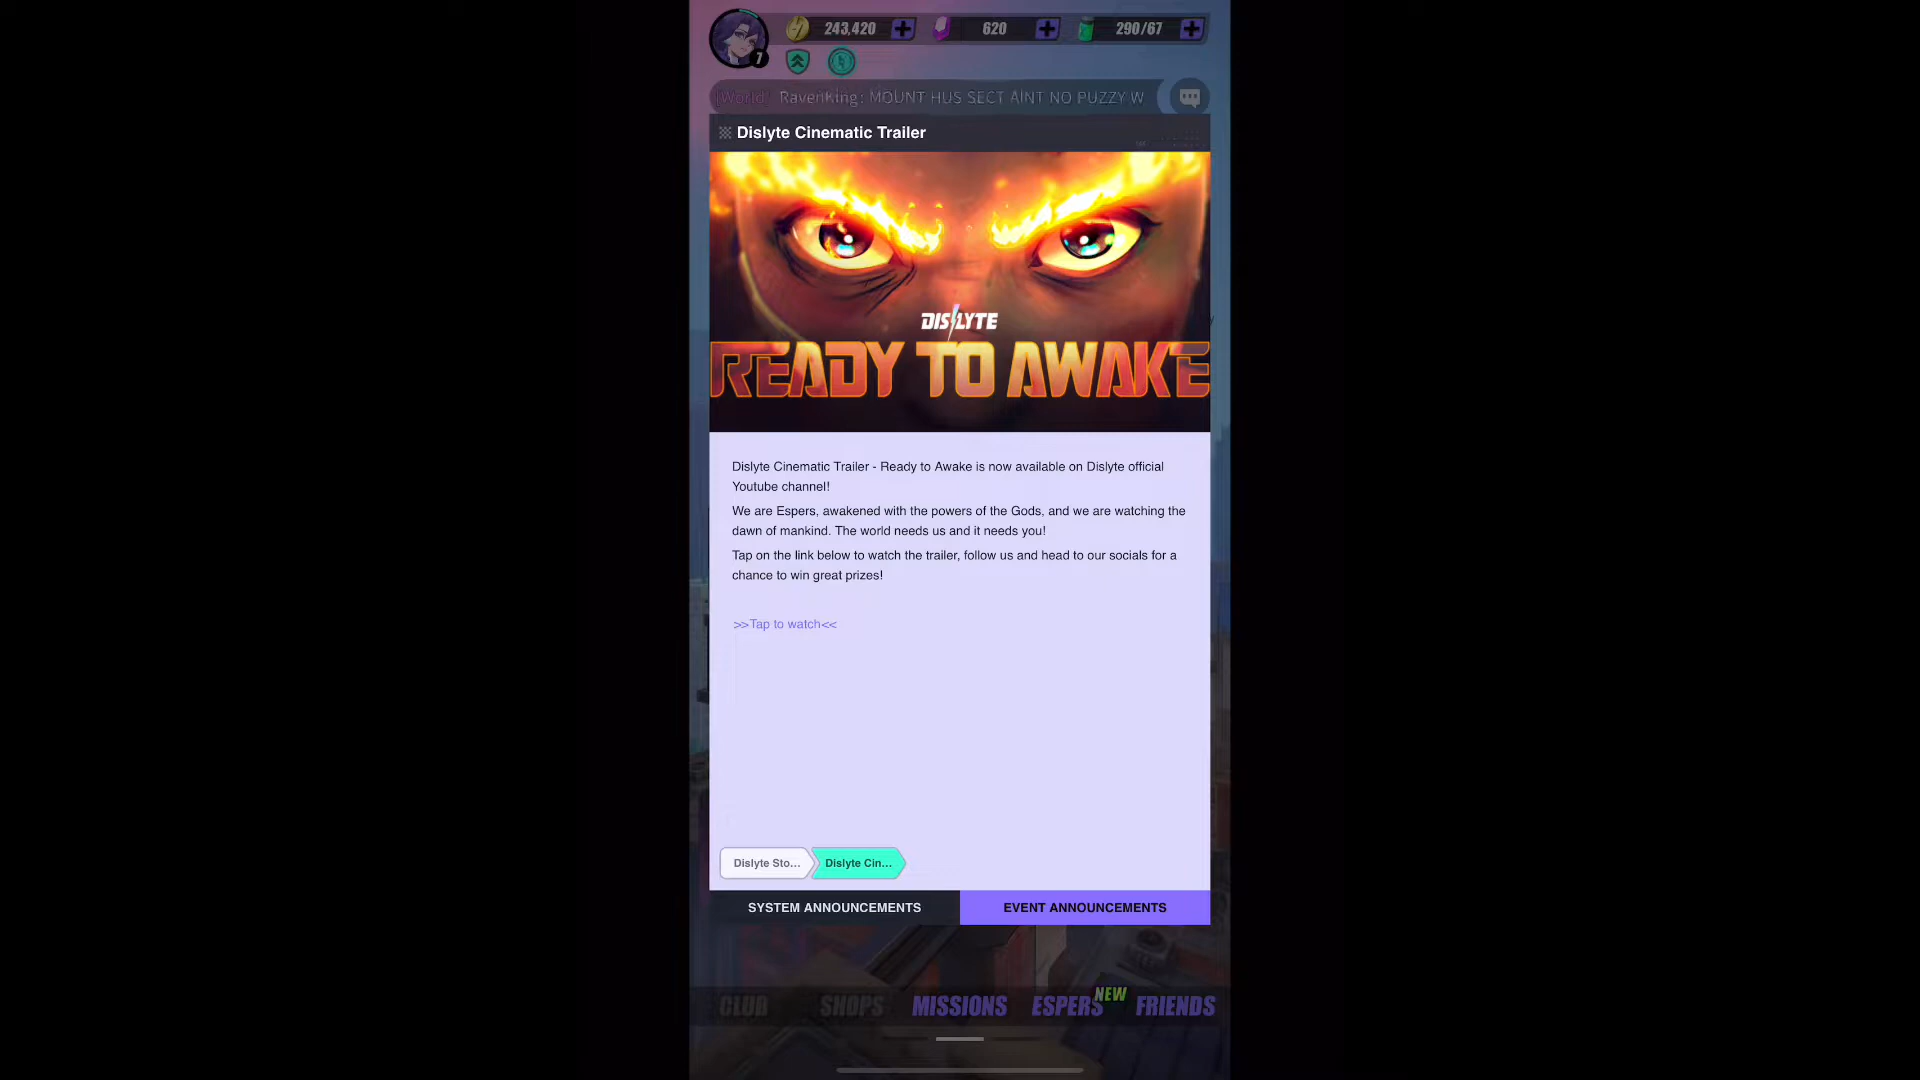 243,420 620 290/67
7
[World] RavenKing: MOUNT HUS SECT AINT NO PUZZY W
Dislyte Cinematic Trailer
DISLYTE
READY TO AWAKE
Dislyte Cinematic Trailer - Ready to Awake is now available on Dislyte official
Youtube channel!
We are Espers, awakened with the powers of the Gods, and we are watching the
dawn of mankind. The world needs us and it needs you!
Tap on the link below to watch the trailer, follow us and head to our socials for a
chance to win great prizes!
>>Tap to watch<<
Dislyte Sto... Dislyte Cin...
SYSTEM ANNOUNCEMENTS EVENT ANNOUNCEMENTS
CLUB SHOPS MISSIONS ESPERS NEW FRIENDS